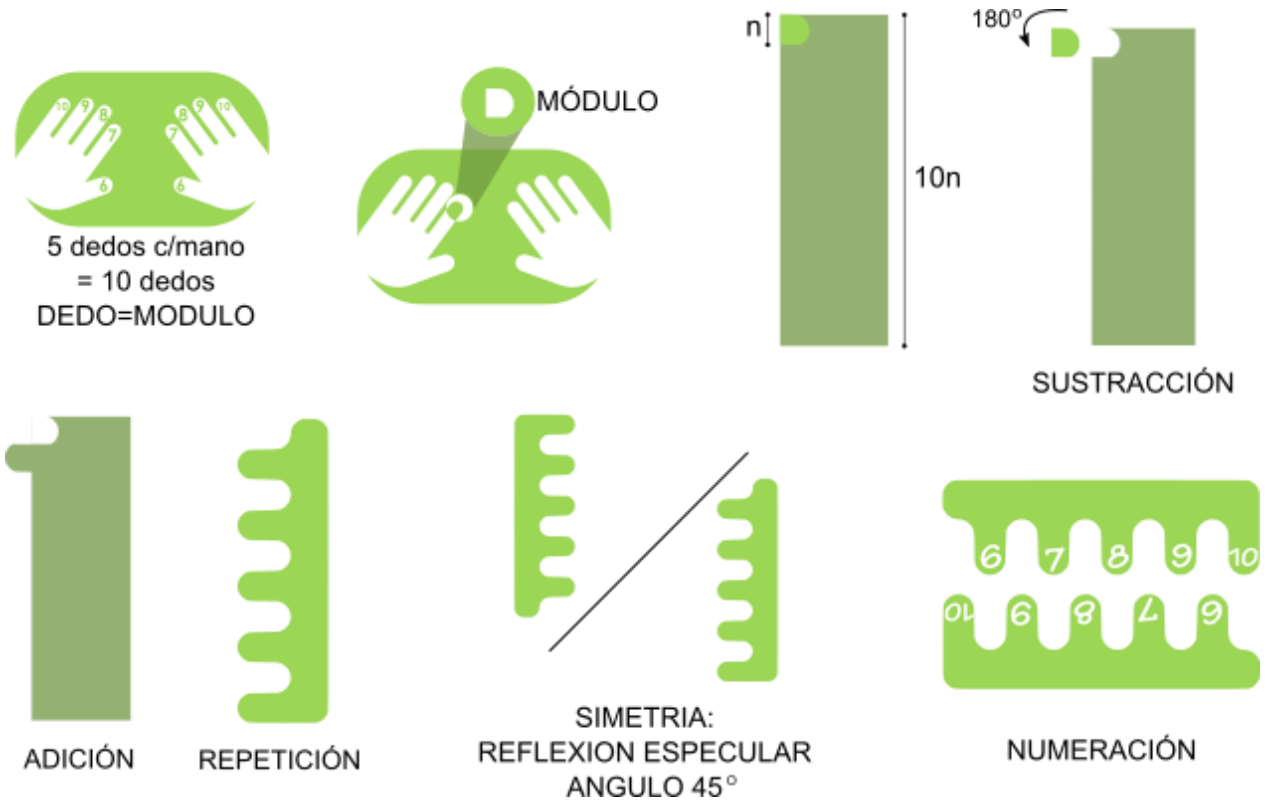 10 9 8 7 6
8 9 10 7 6
5 dedos c/mano
= 10 dedos
DEDO=MODULO
MÓDULO
n
10n
180°
SUSTRACCIÓN
ADICIÓN
REPETICIÓN
SIMETRIA:
REFLEXION ESPECULAR
ANGULO 45°
6 7 8 9 10
10 9 8 7 6
NUMERACIÓN